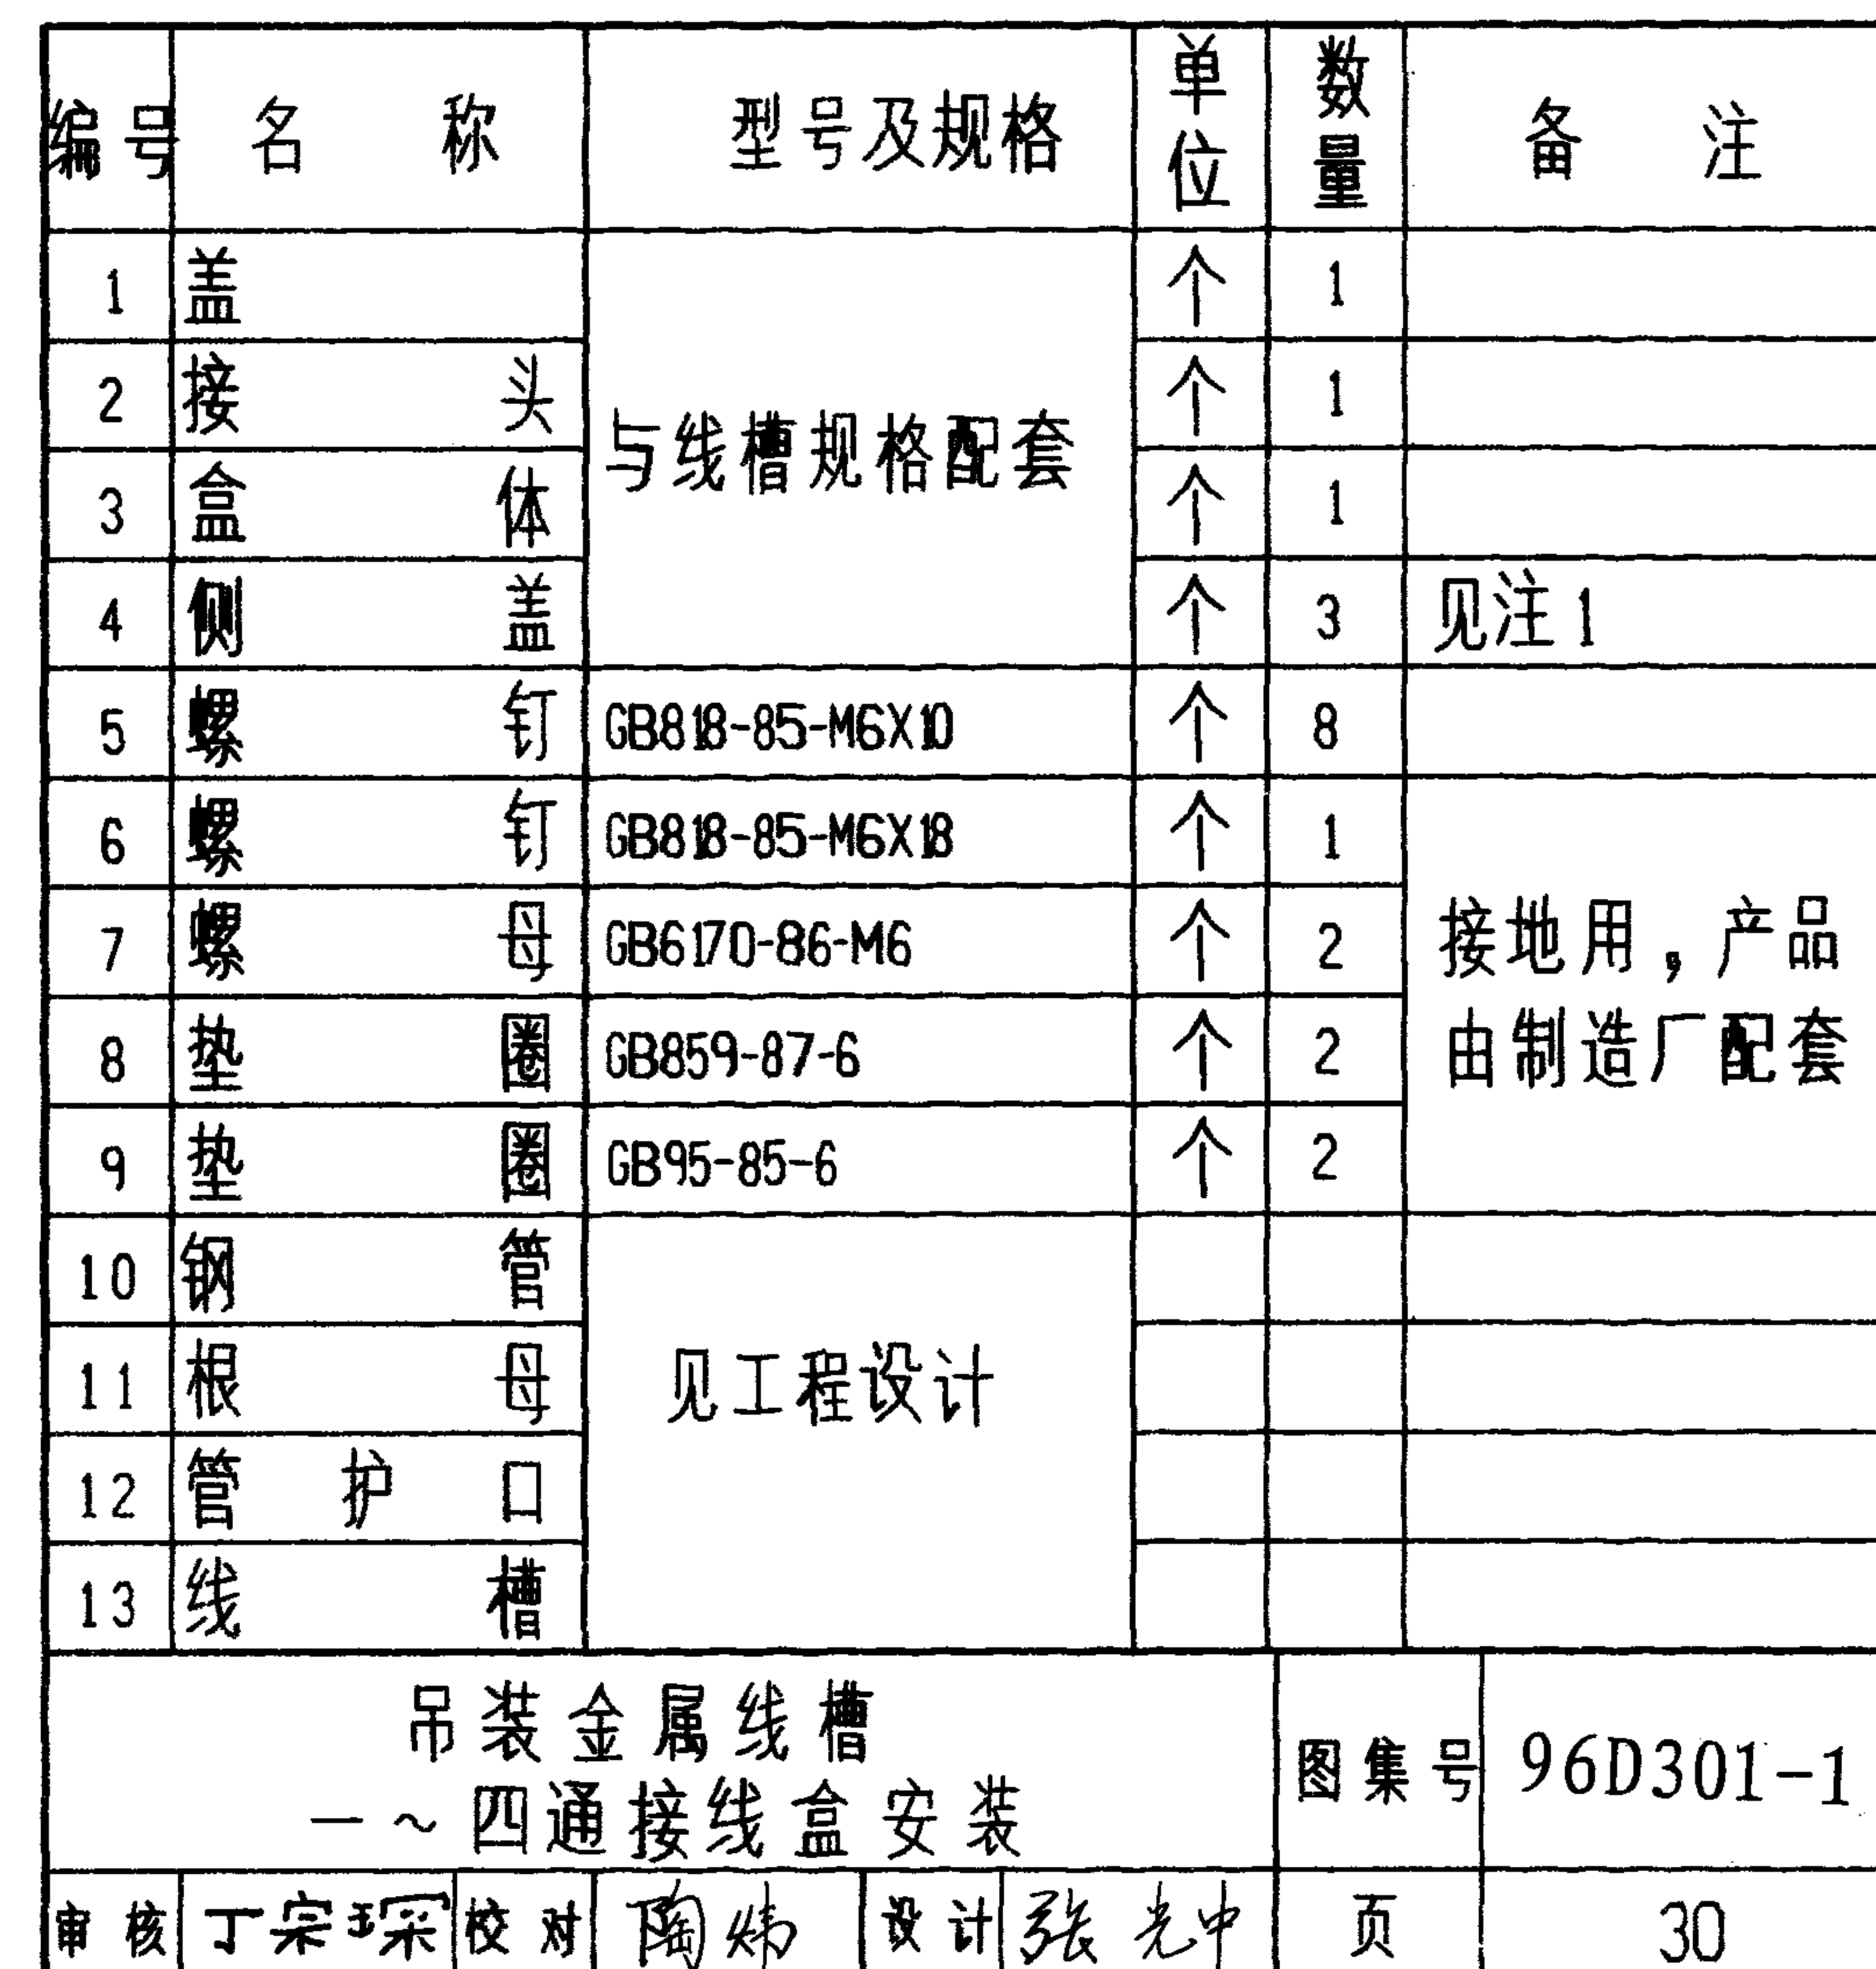 编号 名称 型号及规格 单位 数量 备注
1 盖 个 1
2 接头 个 1
与线槽规格配套
3 盒体 个 1
4 侧盖 个 3 见注1
5 螺钉 GB818-85-M6X10 个 8
6 螺钉 GB818-85-M6X18 个 1
7 螺母 GB6170-86-M6 个 2
接地用，产品
由制造厂配套
8 垫圈 GB859-87-6 个 2
9 垫圈 GB95-85-6 个 2
10 钢管
11 根母 见工程设计
12 管护口
13 线槽
吊装金属线槽
一~四通接线盒安装
图集号 96D301-1
审核 丁宗琛 校对 陶炜 设计 张光中 页 30